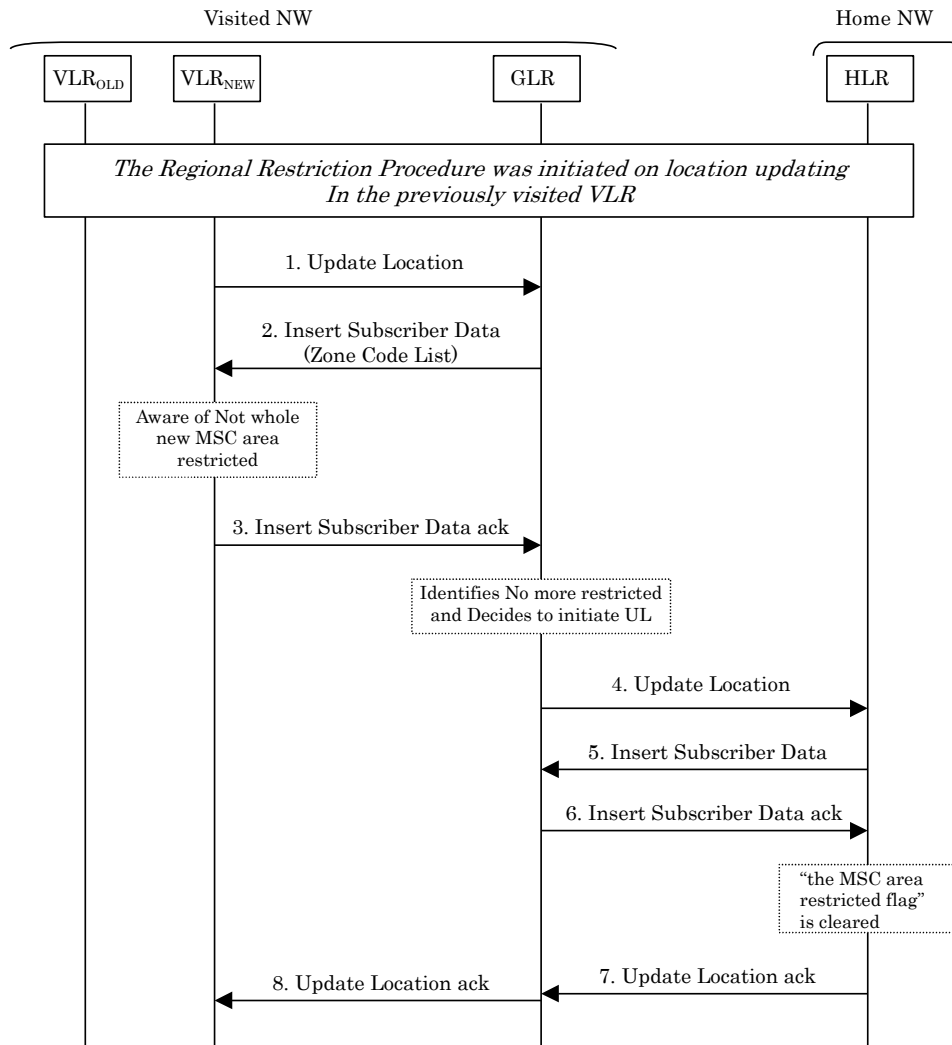 Visited NW
Home NW
VLROLD
VLRNEW
GLR
HLR
The Regional Restriction Procedure was initiated on location updating
In the previously visited VLR
1. Update Location
2. Insert Subscriber Data
(Zone Code List)
Aware of Not whole
new MSC area
restricted
3. Insert Subscriber Data ack
Identifies No more restricted
and Decides to initiate UL
4. Update Location
5. Insert Subscriber Data
6. Insert Subscriber Data ack
“the MSC area
restricted flag”
is cleared
7. Update Location ack
8. Update Location ack